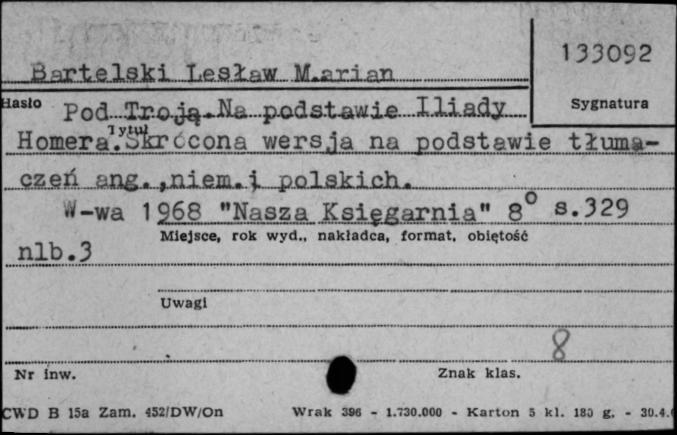 133092
Bartelski Lesław Marian
Hasło Pod Troją. Na podstawie Iliady Sygnatura
Tytuł
Homera. Skrócona wersja na podstawie tłuma-
czeń ang., niem. i polskich.
W-wa 1968 "Nasza Księgarnia" 8° s.329
Miejsce, rok wyd., nakładca, format, objętość
nlb.3
Uwagi
8
Nr inw. Znak klas.
CWD B 15a Zam. 452/DW/On Wrak 396 - 1.730.000 - Karton 5 kl. 180 g. - 30.4.